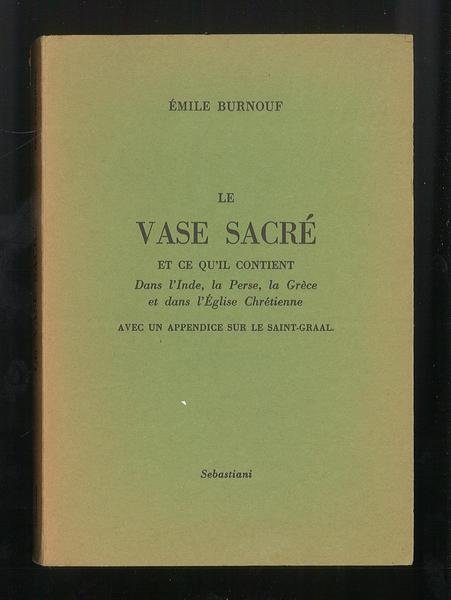 ÉMILE BURNOUF
LE
VASE SACRÉ
ET CE QU'IL CONTIENT
Dans l'Inde, la Perse, la Grèce
et dans l'Église Chrétienne
AVEC UN APPENDICE SUR LE SAINT-GRAAL.
Sebastiani